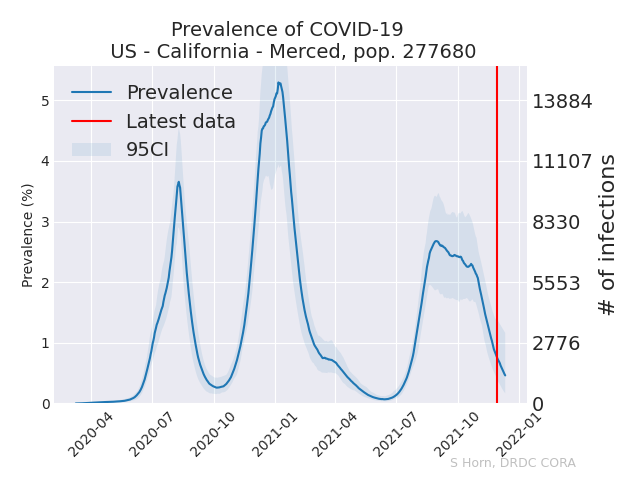 Prevalence of COVID-19
US - California - Merced, pop. 277680
Prevalence
Latest data
95CI
Prevalence (%)
5
4
3
2
1
0
13884
11107
8330
5553
2776
0
# of infections
2020-04
2020-07
2020-10
2021-01
2021-04
2021-07
2021-10
2022-01
S Horn, DRDC CORA